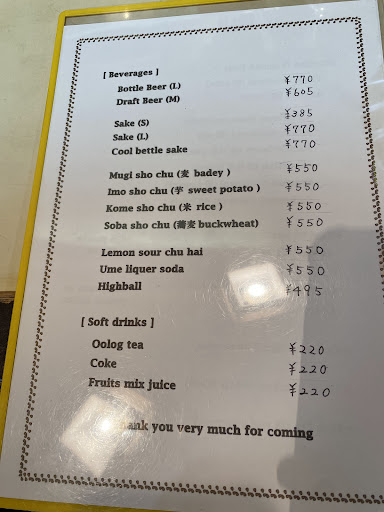 [ Beverages ]
Bottle Beer (L) ¥770
Draft Beer (M) ¥605
Sake (S) ¥385
Sake (L) ¥770
Cool bettle sake ¥770
Mugi sho chu (麦 badey ) ¥550
Imo sho chu (芋 sweet potato ) ¥550
Kome sho chu (米 rice ) ¥550
Soba sho chu (蕎麦 buckwheat) ¥550
Lemon sour chu hai ¥550
Ume liquer soda ¥550
Highball ¥495
[ Soft drinks ]
Oolog tea ¥220
Coke ¥220
Fruits mix juice ¥220
you very much for coming